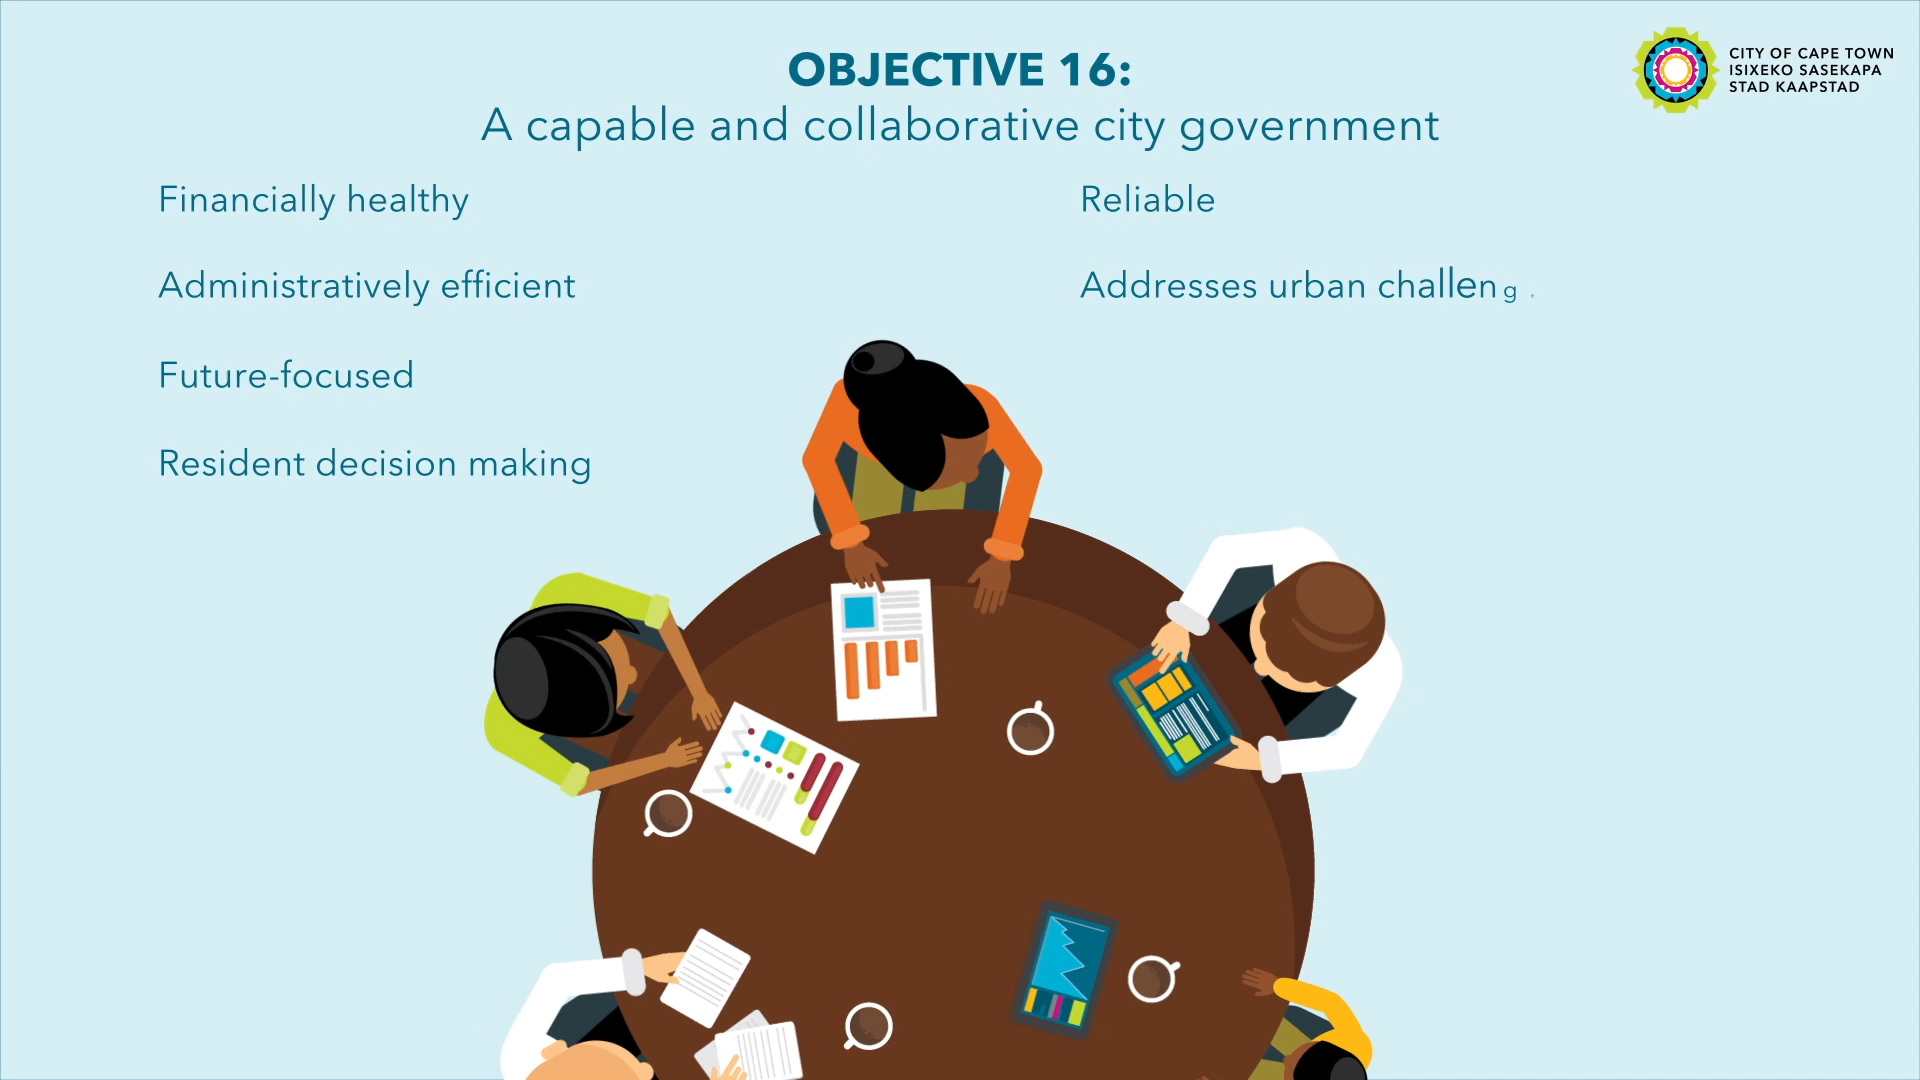 OBJECTIVE 16:
A capable and collaborative city government
CITY OF CAPE TOWN
ISIXEKO SASEKAPA
STAD KAAPSTAD
Financially healthy
Administratively efficient
Future-focused
Resident decision making
Reliable
Addresses urban challeng